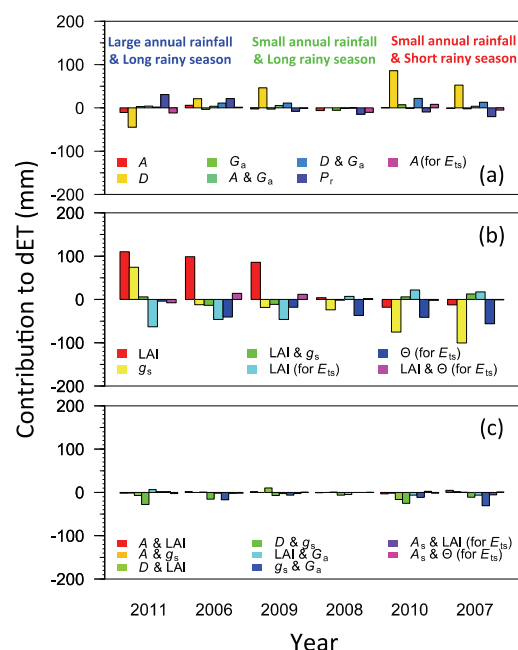 Large annual rainfall & Long rainy season
Small annual rainfall & Long rainy season
Small annual rainfall & Short rainy season
Contribution to dET (mm)
200
100
0
-100
-200
A
D
Ga
A & Ga
D & Ga
Pr
A (for Ets)
(a)
200
100
0
-100
-200
LAI
gs
LAI & gs
LAI (for Ets)
Θ (for Ets)
LAI & Θ (for Ets)
(b)
200
100
0
-100
-200
A & LAI
A & gs
D & LAI
D & gs
LAI & Ga
gs & Ga
As & LAI (for Ets)
As & Θ (for Ets)
(c)
2011 2006 2009 2008 2010 2007
Year